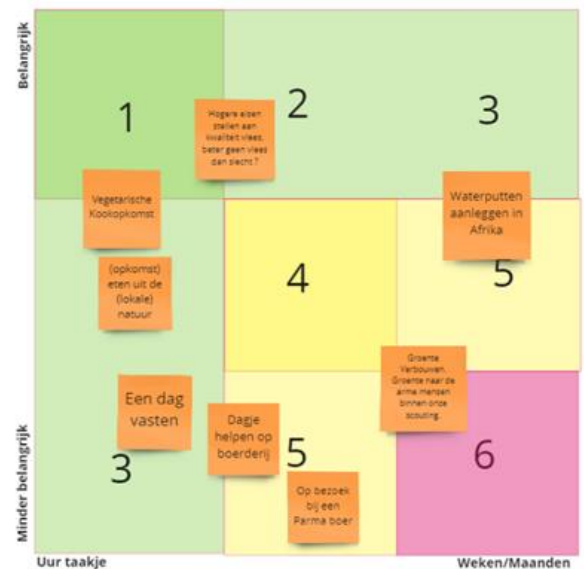 Belangrijk
1
2
3
'Hogere eisen
stellen aan
kwaliteit vlees,
beter geen vlees
dan slecht'?
Vegetarische
Kookopkomst
Waterputten
aanleggen in
Afrika
(opkomst)
eten uit de
(lokale)
natuur
4
5
Een dag
vasten
Dagje
helpen op
boerderij
Groente
Verbouwen.
Groente naar de
arme mensen
binnen onze
scouting.
3
5
6
Op bezoek
bij een
Parma boer
Minder belangrijk
Uur taakje
Weken/Maanden